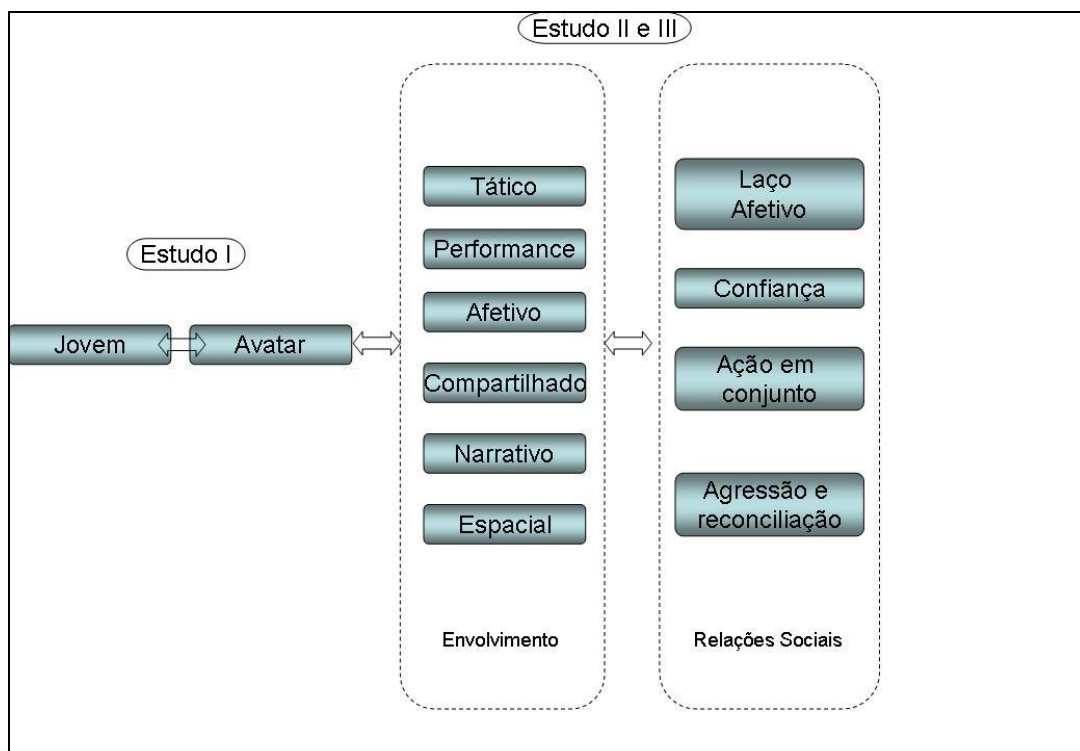 Estudo II e III
Estudo I
Jovem
Avatar
Tático
Performance
Afetivo
Compartilhado
Narrativo
Espacial
Envolvimento
Laço
Afetivo
Confiança
Ação em
conjunto
Agressão e
reconciliação
Relações Sociais